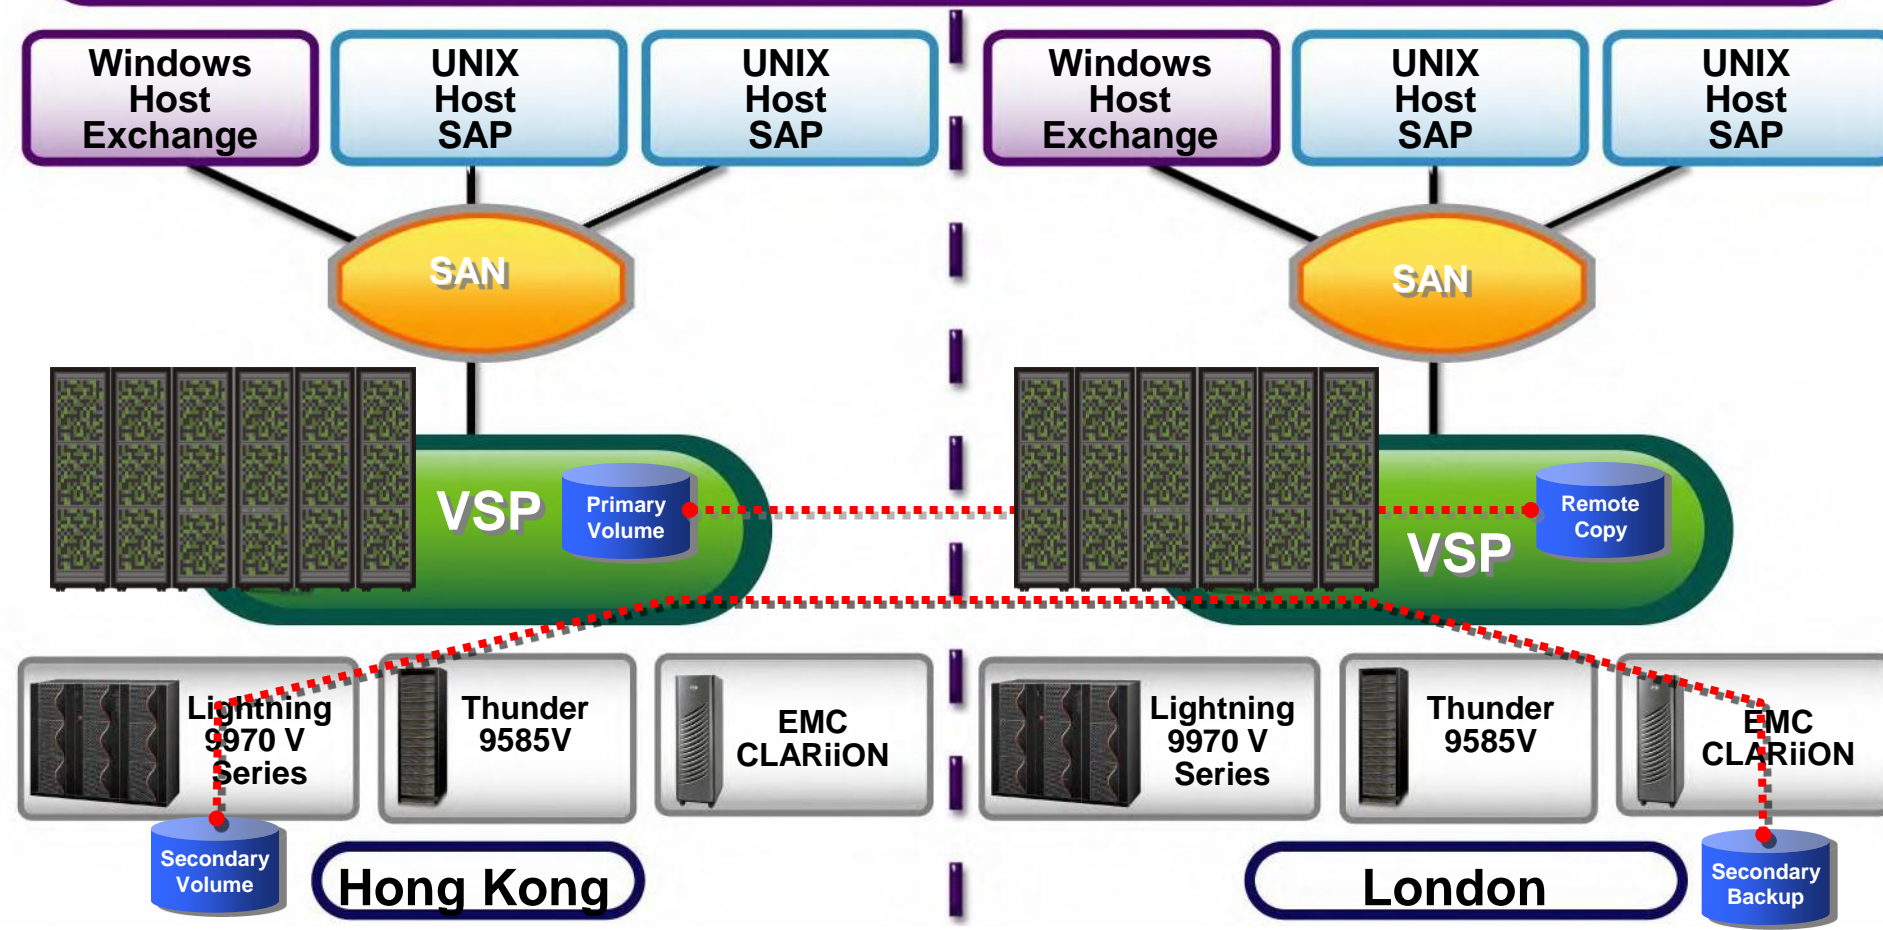 Windows
Host
Exchange
UNIX
Host
SAP
UNIX
Host
SAP
Windows
Host
Exchange
UNIX
Host
SAP
UNIX
Host
SAP
SAN
SAN
VSP
Primary
Volume
Remote
Copy
VSP
Lightning
9970 V
Series
Thunder
9585V
EMC
CLARiiON
Lightning
9970 V
Series
Thunder
9585V
EMC
CLARiiON
Secondary
Volume
Hong Kong
London
Secondary
Backup